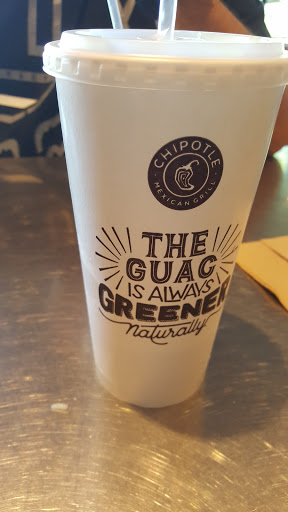 CHIPOTLE
MEXICAN GRILL
THE
GUAC
IS ALWAYS
GREENER
naturally.